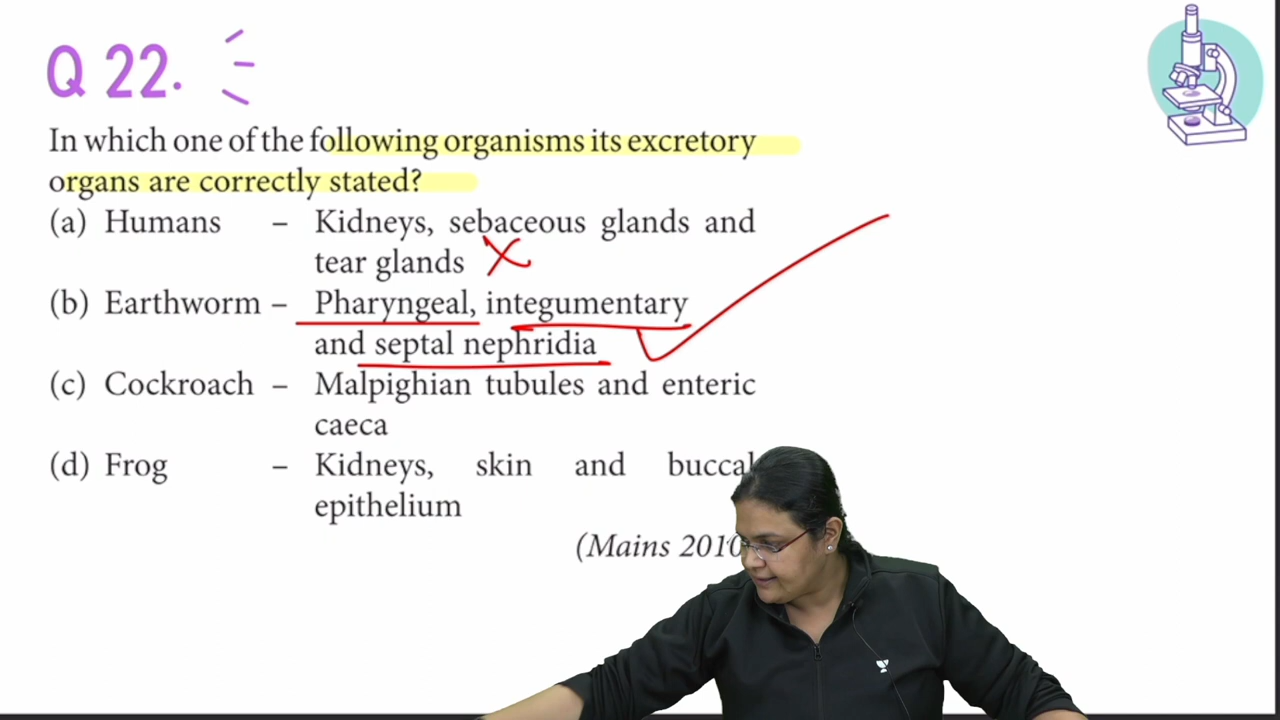 Q 22.
In which one of the following organisms its excretory
organs are correctly stated?
(a) Humans – Kidneys, sebaceous glands and
tear glands
(b) Earthworm – Pharyngeal, integumentary
and septal nephridia
(c) Cockroach – Malpighian tubules and enteric
caeca
(d) Frog – Kidneys, skin and buccal
epithelium
(Mains 2010